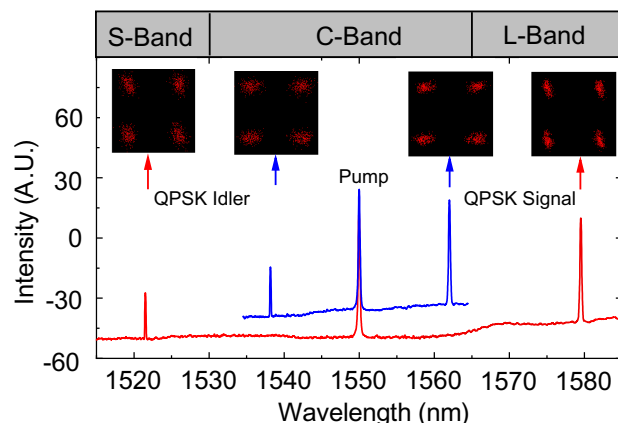 S-Band C-Band L-Band
60
30
0
-30
-60
Intensity (A.U.)
Pump
QPSK Idler QPSK Signal
1520 1530 1540 1550 1560 1570 1580
Wavelength (nm)